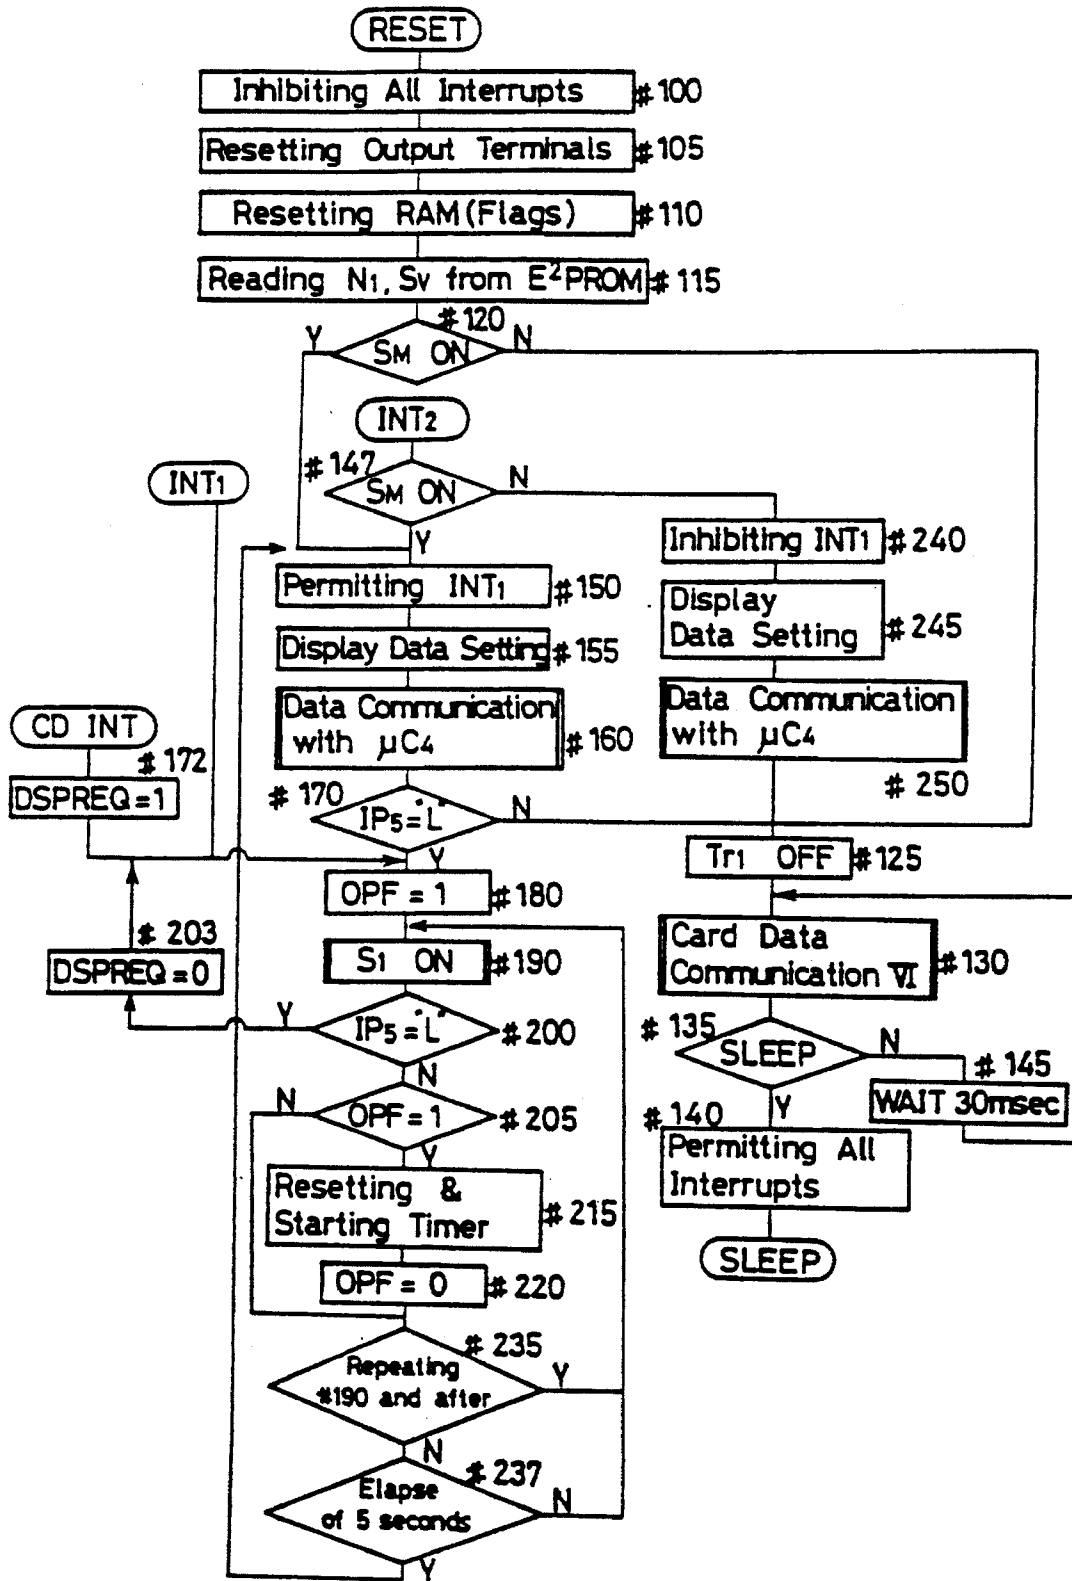 RESET
Inhibiting All Interrupts #100
Resetting Output Terminals #105
Resetting RAM(Flags) #110
Reading N1, Sv from E²PROM #115
#120
Y SM ON N
INT2
#147
SM ON N
Y
INT1
Permitting INT1 #150
Display Data Setting #155
Data Communication
with μC4 #160
Inhibiting INT1 #240
Display
Data Setting #245
Data Communication
with μC4
#250
CD INT
#172
DSPREQ=1
#170
IP5="L" N
Y
OPF = 1 #180
S1 ON #190
#203
DSPREQ=0
Y IP5="L" #200
N
N OPF=1 #205
Y
Resetting &
Starting Timer #215
OPF = 0 #220
#235
Repeating
#190 and after
Y
N
#237
Elapse
of 5 seconds
N
Y
Tr1 OFF #125
Card Data
Communication VI #130
#135
SLEEP N
Y
#145
WAIT 30msec
#140
Permitting All
Interrupts
SLEEP